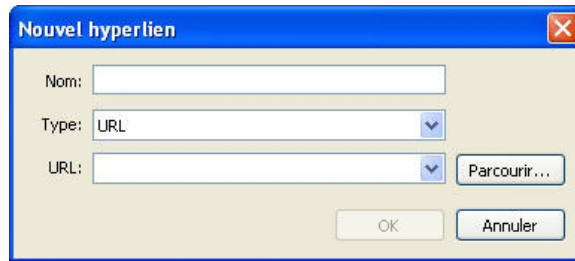 Nouvel hyperlien
Nom:
Type: URL
URL: Parcourir...
OK Annuler